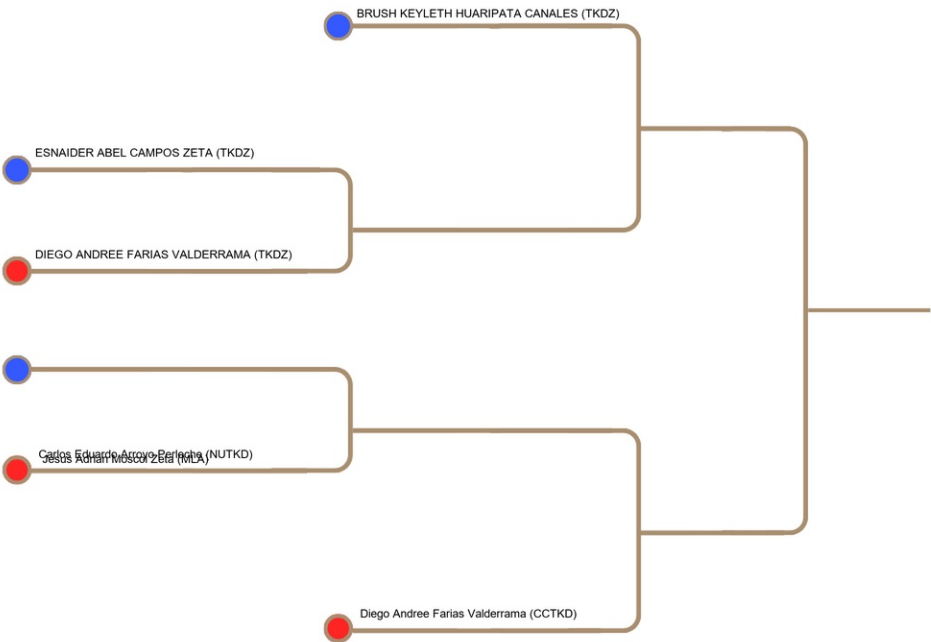 BRUSH KEYLETH HUARIPATA CANALES (TKDZ)
ESNAIDER ABEL CAMPOS ZETA (TKDZ)
DIEGO ANDREE FARIAS VALDERRAMA (TKDZ)
Carlos Eduardo Arroyo Perleche (NUTKD)
Jesus Adrian Moscol Zeta (MLA)
Diego Andree Farias Valderrama (CCTKD)